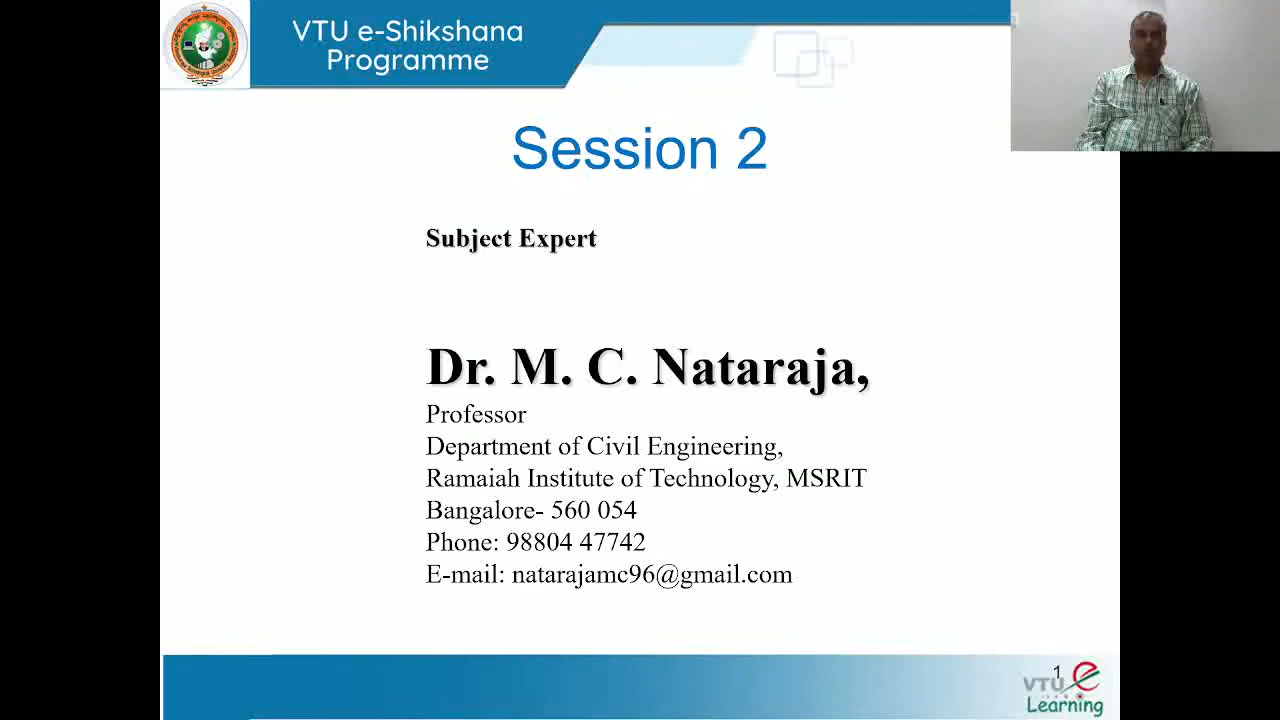 VTU e-Shikshana
Programme
Session 2
Subject Expert
Dr. M. C. Nataraja,
Professor
Department of Civil Engineering,
Ramaiah Institute of Technology, MSRIT
Bangalore- 560 054
Phone: 98804 47742
E-mail: natarajamc96@gmail.com
1
VTU e
Learning